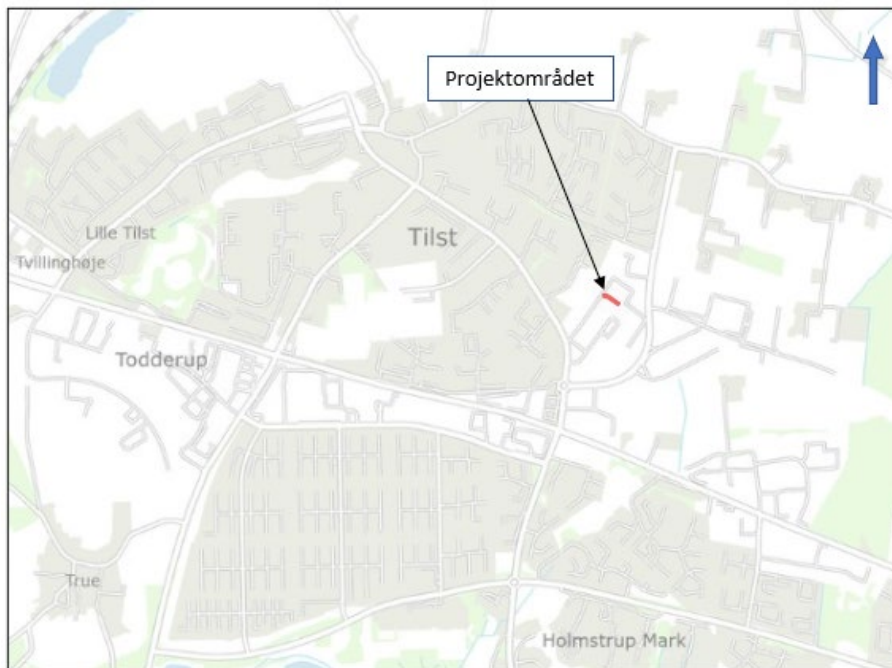 Projektområdet
Lille Tilst
Tilst
Tvillinghøje
Todderup
True
Holmstrup Mark